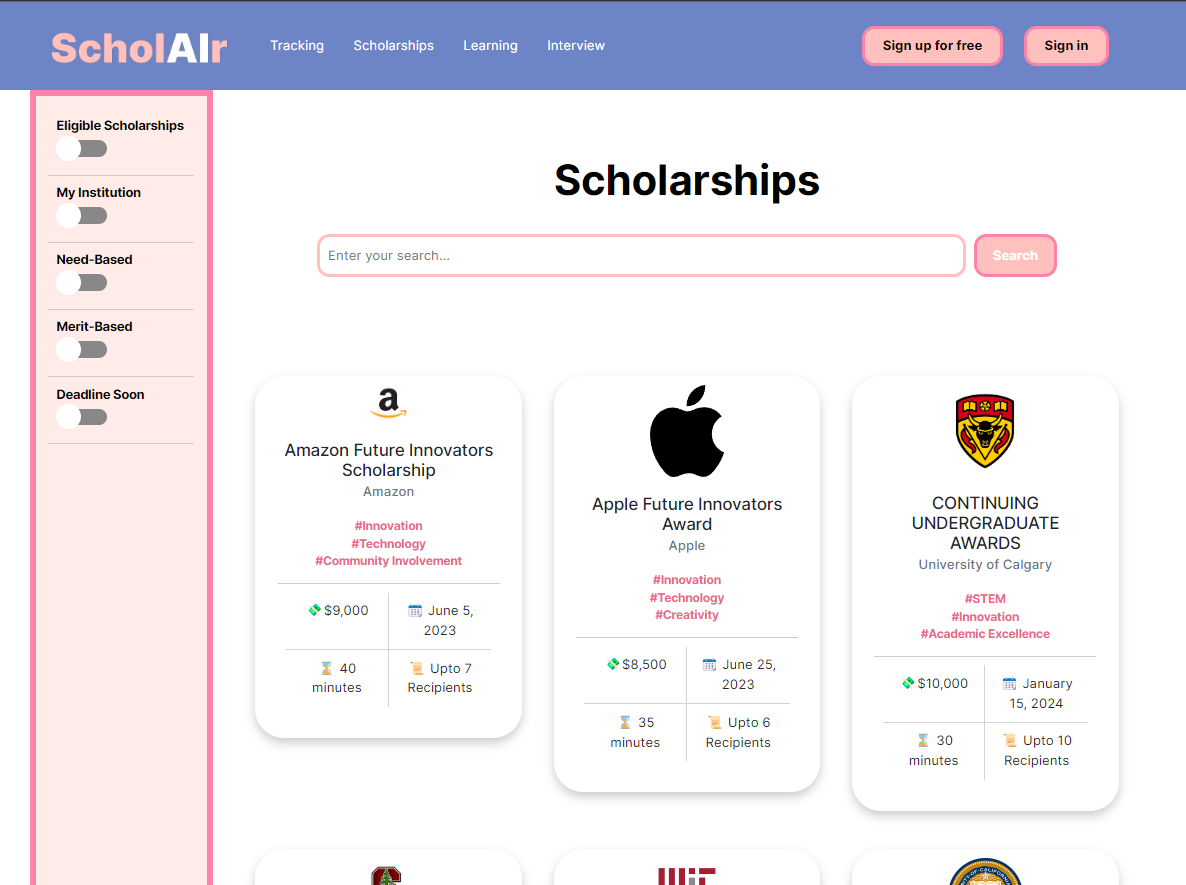 ScholAIr
Tracking
Scholarships
Learning
Interview
Sign up for free
Sign in
Eligible Scholarships
My Institution
Need-Based
Merit-Based
Deadline Soon
Scholarships
Enter your search...
Search
a
Amazon Future Innovators
Scholarship
Amazon
#Innovation
#Technology
#Community Involvement
$9,000
June 5,
2023
40
minutes
Upto 7
Recipients
Apple Future Innovators
Award
Apple
#Innovation
#Technology
#Creativity
$8,500
June 25,
2023
35
minutes
Upto 6
Recipients
CONTINUING
UNDERGRADUATE
AWARDS
University of Calgary
#STEM
#Innovation
#Academic Excellence
$10,000
January
15, 2024
30
minutes
Upto 10
Recipients